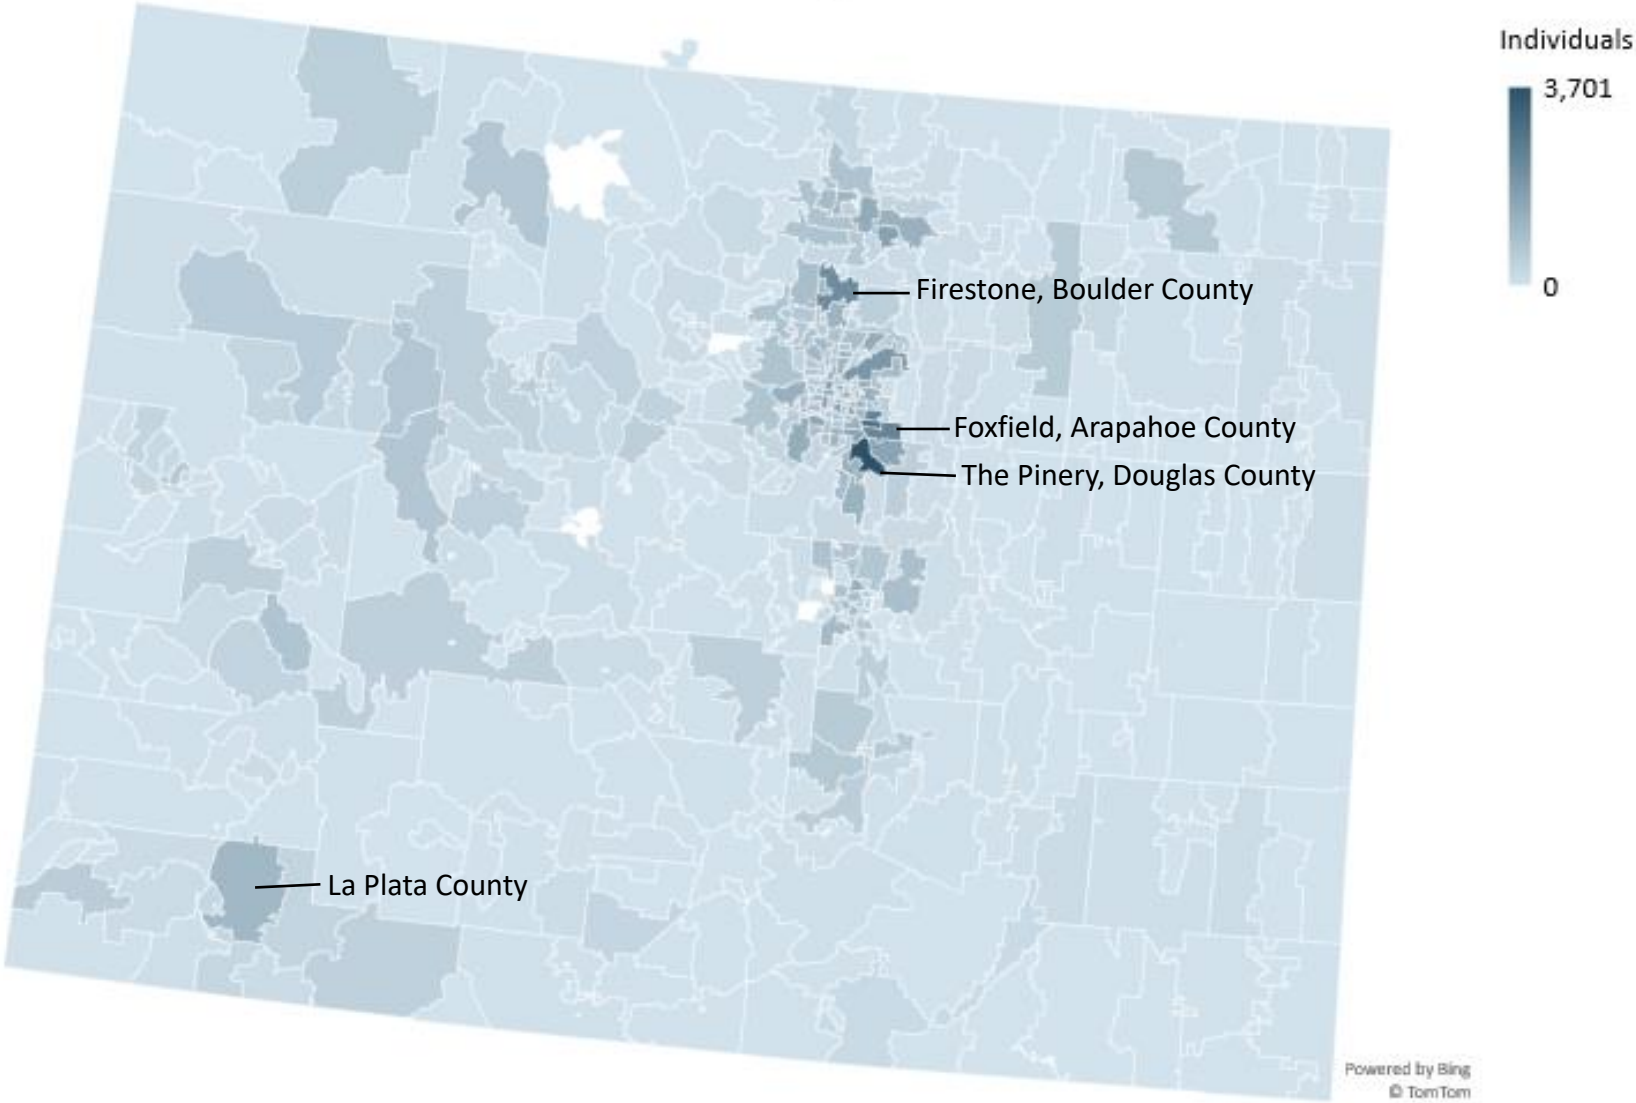 Individuals
3,701
0
Firestone, Boulder County
Foxfield, Arapahoe County
The Pinery, Douglas County
La Plata County
Powered by Bing
© TomTom